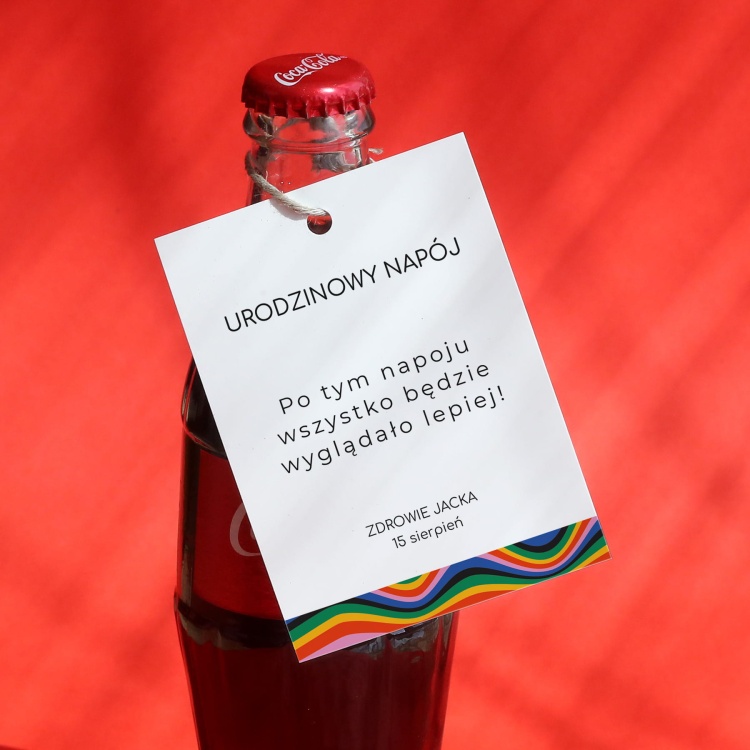 Coca-Cola
URODZINOWY NAPÓJ
Po tym napoju
wszystko będzie
wyglądało lepiej!
ZDROWIE JACKA
15 sierpień